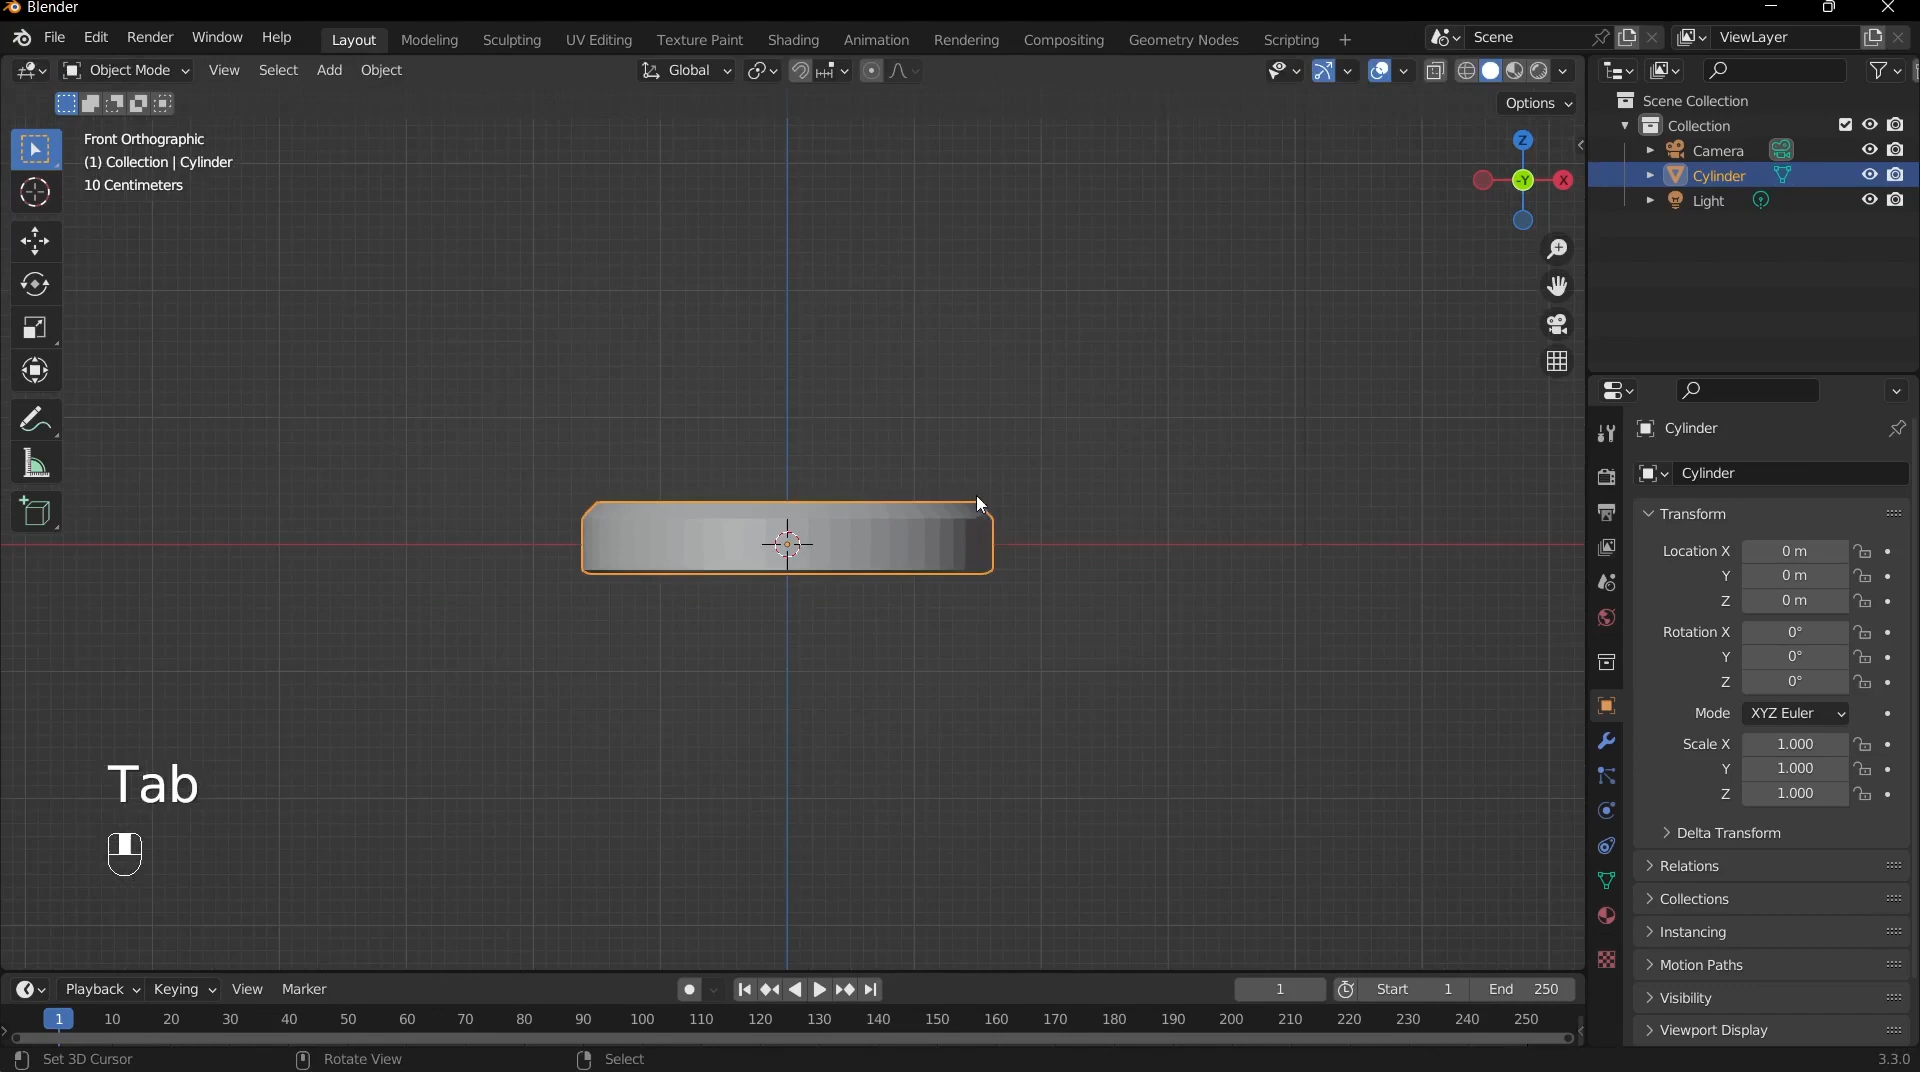 Blender
File Edit Render Window Help Layout Modeling Sculpting UV Editing Texture Paint Shading Animation Rendering Compositing Geometry Nodes Scripting + Scene ViewLayer
Object Mode View Select Add Object Global
Options
Front Orthographic
(1) Collection | Cylinder
10 Centimeters
Z
-Y X
Scene Collection
Collection
Camera
Cylinder
Light
Cylinder
Cylinder
Transform
Location X 0 m
Y 0 m
Z 0 m
Rotation X 0°
Y 0°
Z 0°
Mode XYZ Euler
Scale X 1.000
Y 1.000
Z 1.000
Delta Transform
Relations
Collections
Instancing
Motion Paths
Visibility
Viewport Display
Tab
Playback Keying View Marker 1 Start 1 End 250
1 10 20 30 40 50 60 70 80 90 100 110 120 130 140 150 160 170 180 190 200 210 220 230 240 250
Set 3D Cursor Rotate View Select 3.3.0